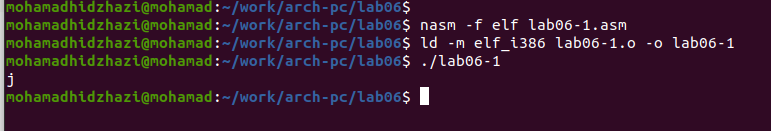 mohamadhidzhazi@mohamad:~/work/arch-pc/lab06$
mohamadhidzhazi@mohamad:~/work/arch-pc/lab06$ nasm -f elf lab06-1.asm
mohamadhidzhazi@mohamad:~/work/arch-pc/lab06$ ld -m elf_i386 lab06-1.o -o lab06-1
mohamadhidzhazi@mohamad:~/work/arch-pc/lab06$ ./lab06-1
j
mohamadhidzhazi@mohamad:~/work/arch-pc/lab06$